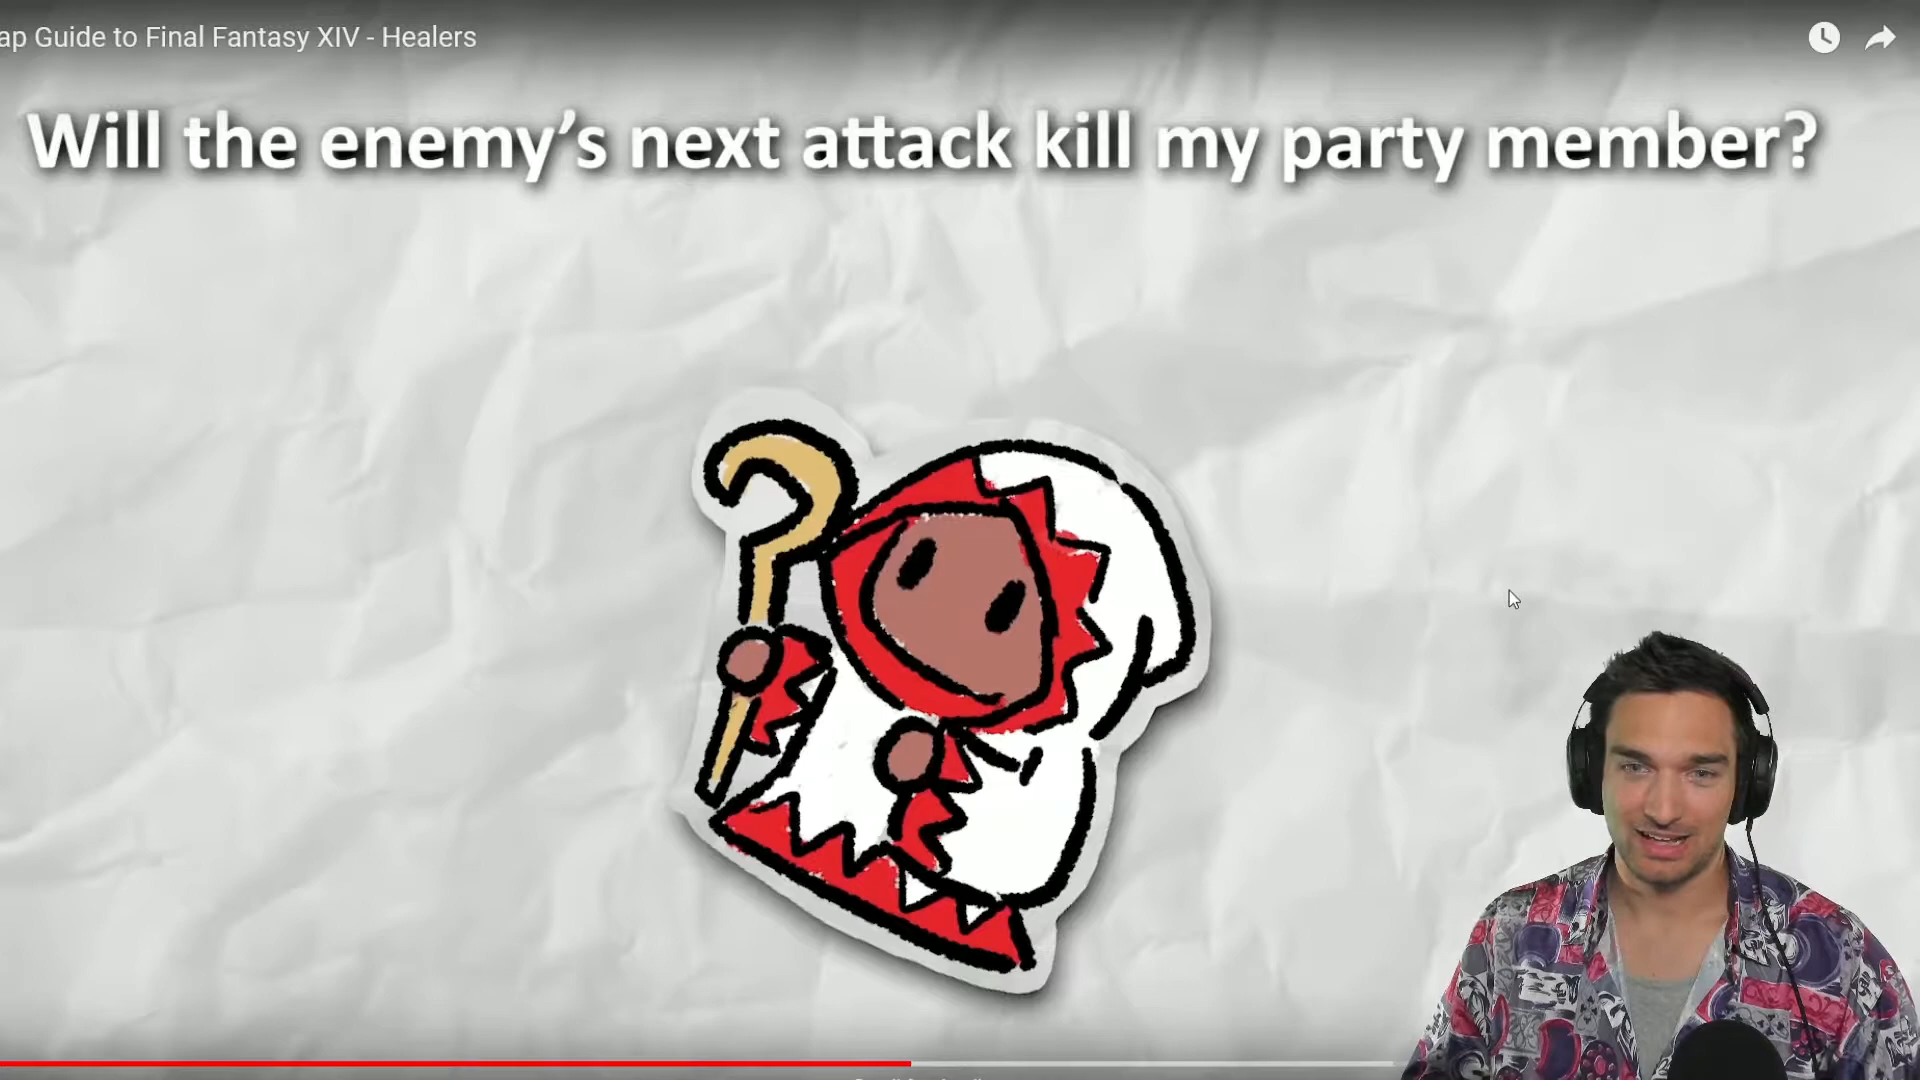 ap Guide to Final Fantasy XIV - Healers
Will the enemy’s next attack kill my party member?